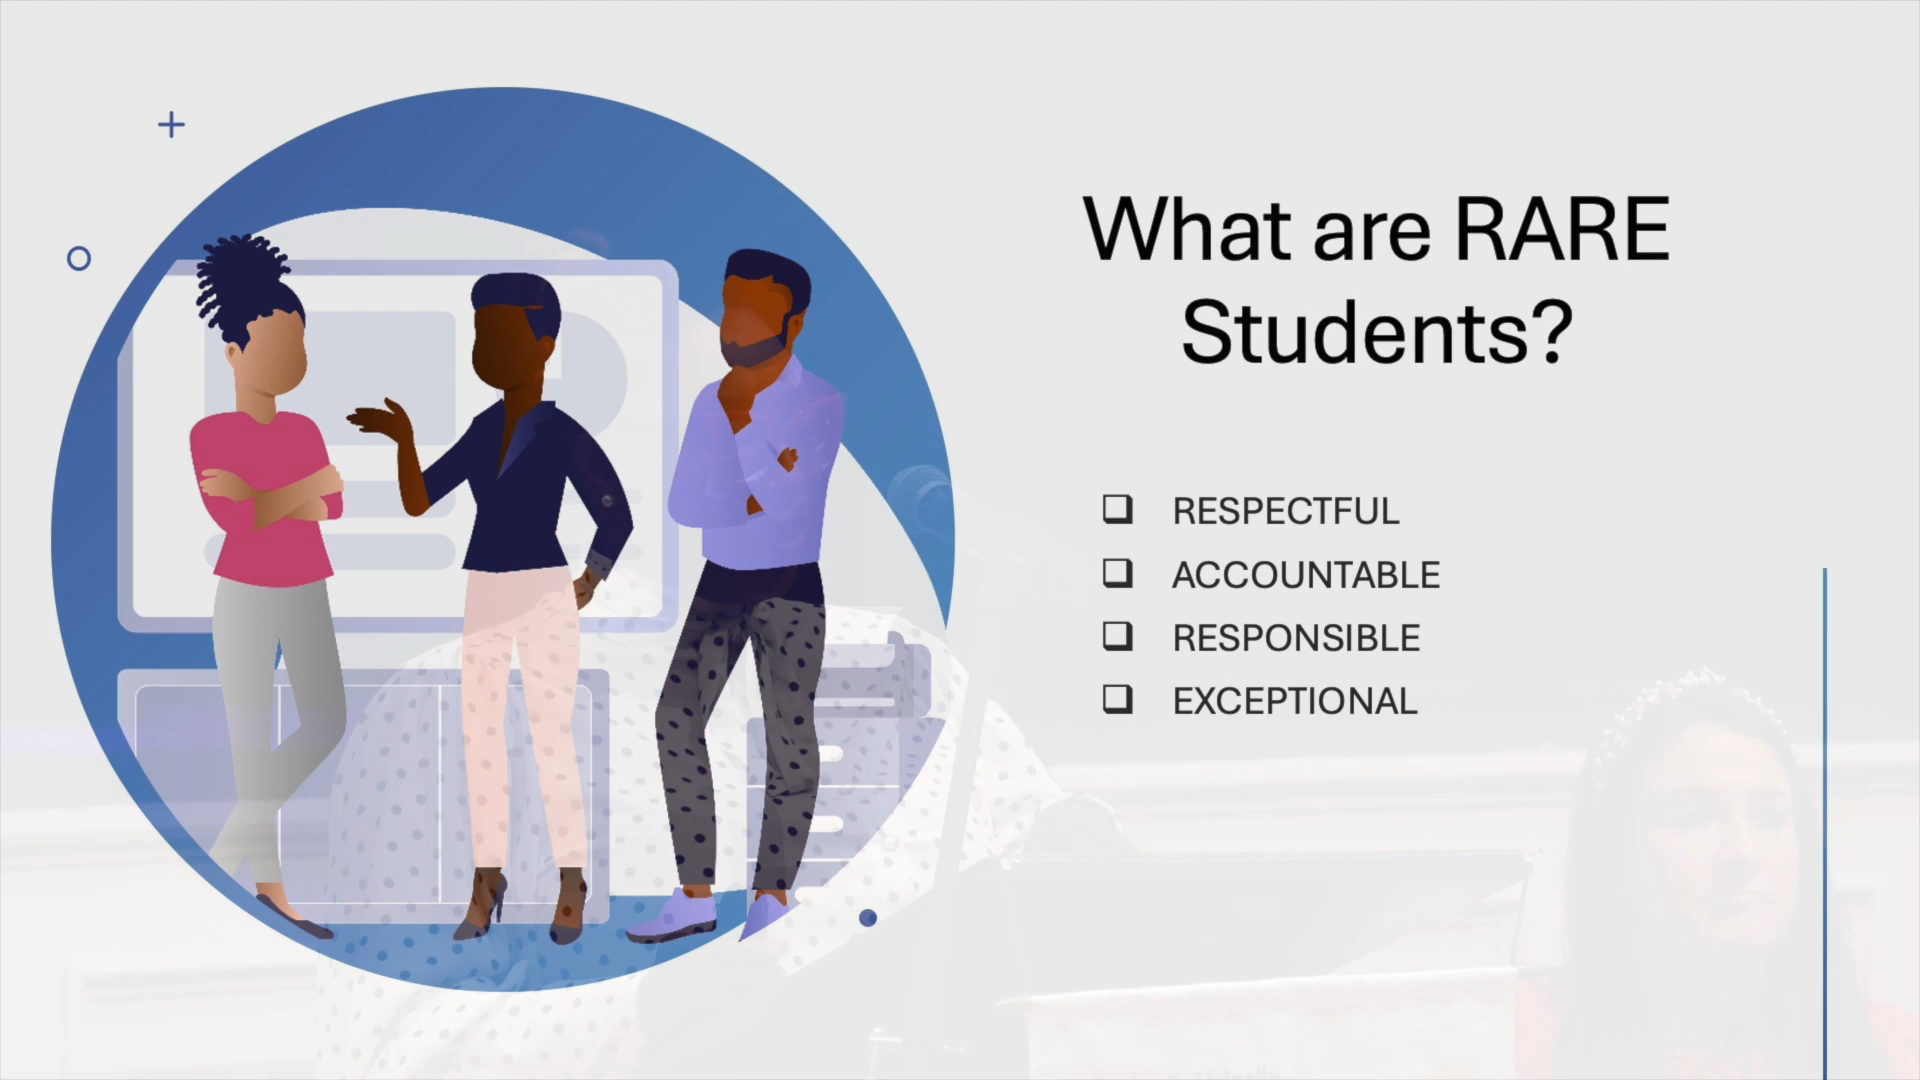 What are RARE
Students?
RESPECTFUL
ACCOUNTABLE
RESPONSIBLE
EXCEPTIONAL